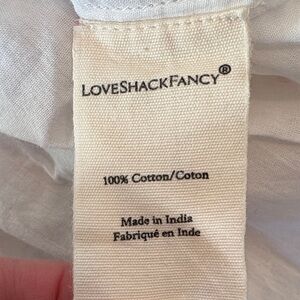 LOVESHACKFANCY®
100% Cotton/Coton
Made in India
Fabriqué en Inde